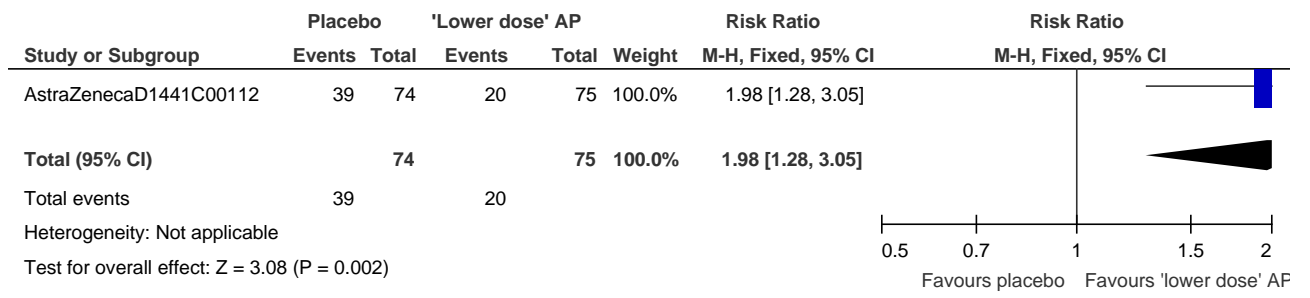 Placebo 'Lower dose' AP Risk Ratio Risk Ratio
Study or Subgroup Events Total Events Total Weight M-H, Fixed, 95% CI M-H, Fixed, 95% CI
AstraZenecaD1441C00112 39 74 20 75 100.0% 1.98 [1.28, 3.05]
Total (95% CI) 74 75 100.0% 1.98 [1.28, 3.05]
Total events 39 20
Heterogeneity: Not applicable
Test for overall effect: Z = 3.08 (P = 0.002)
0.5 0.7 1 1.5 2
Favours placebo Favours 'lower dose' AP